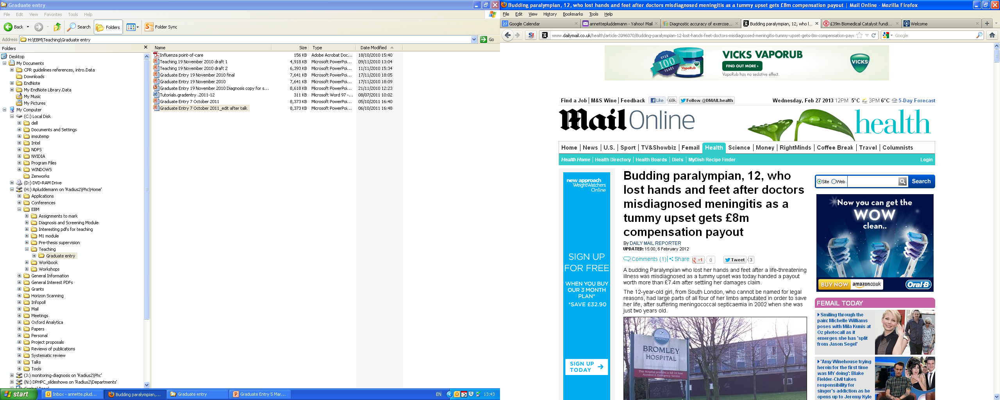 Graduate entry
File Edit View Favorites Tools Help
Back Search Folders Folder Sync
Address H:\EBM\Teaching\Graduate entry Go
Folders
Desktop
My Documents
CPR guidelines references, intro.Data
Downloads
EndNote
My EndNote Library.Data
My Music
My Pictures
My Computer
(C:) Local Disk
dell
Documents and Settings
imsutemp
Intel
NDPS
NVIDIA
Program Files
WINDOWS
Zenworks
(D:) DVD-RAM Drive
(H:) Apluddemann on 'Radius2\Phc\Home'
Applications
Conferences
EBM
Assignments to mark
Diagnosis and Screening Module
Interesting pdfs for teaching
M1 module
Pre-thesis supervision
Teaching
Graduate entry
Workbook
Workshops
General Information
General Interest PDFs
Grants
Horizon Scanning
Infopoll
Mail
Meetings
Oxford Analytica
Papers
Personal
Project proposals
Reviews of publications
Systematic review
Talks
Tools
(J:) monitoring-diagnosis on 'Radius2\Phc'
(N:) DPHPC_slideshows on 'Radius2\Departments'
Control Panel
Name Size Type Date Modified
Influenza point-of-care 156 KB Adobe Acrobat Doc... 18/10/2010 15:40
Teaching 19 November 2010 draft 1 4,918 KB Microsoft PowerPoi... 09/11/2010 13:04
Teaching 19 November 2010 draft 2 6,393 KB Microsoft PowerPoi... 11/11/2010 15:34
Graduate Entry 19 November 2010 final 7,641 KB Microsoft PowerPoi... 17/11/2010 18:05
Graduate Entry 19 November 2010 7,641 KB Microsoft PowerPoi... 17/11/2010 18:09
Graduate Entry 19 November 2010 Diagnosis copy for s... 8,618 KB Microsoft PowerPoi... 21/11/2010 12:23
Tutorials.gradentry .2011-12 311 KB Microsoft Word 97 -... 08/07/2011 10:02
Graduate Entry 7 October 2011 8,373 KB Microsoft PowerPoi... 05/10/2011 16:40
Graduate Entry 7 October 2011_edit after talk 8,373 KB Microsoft PowerPoi... 06/10/2011 16:48
start Inbox - annette.plud... Budding paralympian,... Graduate entry Graduate Entry 5 Mar... EN 13:43
Budding paralympian, 12, who lost hands and feet after doctors misdiagnosed meningitis as a tummy upset gets £8m compensation payout | Mail Online - Mozilla Firefox
File Edit View History Bookmarks Tools Help
27 Google Calendar annettepluddemann - Yahoo! Mail Diagnostic accuracy of exercise... Budding paralympian, 12, who l... £39m Biomedical Catalyst fundi... Welcome
www.dailymail.co.uk/health/article-2096070/Budding-paralympian-12-lost-hands-feet-doctors-misdiagnosed-meningitis-tummy-upset-gets-8m-compensation-payo Google
OVER 100 YEARS
VapoRub
VICKS VAPORUB
FIND OUT MORE
VapoRub has no sedative effect.
VICKS
Find a Job | M&S Wine | Feedback Like 68k Follow @DMAILhealth
Wednesday, Feb 27 2013 12PM 5°C 3PM 6°C 5-Day Forecast
Mail Online health
Home News U.S. Sport TV&Showbiz Femail Health Science Money RightMinds Coffee Break Travel Columnists
Health Home Health Directory Health Boards Diets MyDish Recipe Finder Login
new approach
WeightWatchers
Online
SIGN UP
FOR FREE
WHEN YOU BUY
OUR 3 MONTH
PLAN*
*SAVE £32.90
SIGN UP
TODAY
Budding paralympian, 12, who
lost hands and feet after doctors
misdiagnosed meningitis as a
tummy upset gets £8m
compensation payout
By DAILY MAIL REPORTER
UPDATED: 15:00, 6 February 2012
Comments (1) Share +1 0 Tweet 3
A budding Paralympian who lost her hands and feet after a life-threatening
illness was misdiagnosed as a tummy upset was today handed a payout
worth more than £7.4m after settling her damages claim.
The 12-year-old girl, from South London, who cannot be named for legal
reasons, had large parts of all four of her limbs amputated in order to save
her life, after suffering meningococcal septicaemia in 2002 when she was
just two years old.
BROMLEY
HOSPITALS
BROMLEY
HOSPITAL
This Hospital provides a full 24 hour
Accident & Emergency Service
Site Web Search
Now you can get the
WOW
clean..
BUY NOW amazon.co.uk Oral-B
FEMAIL TODAY
Smiling through the
pain: Michelle Williams
poses with Mila Kunis at
Oz photocall as it
emerges she has 'split
from Jason Segel'
'Amy Winehouse trying
heroin for the first time
was MY doing': Blake
Fielder-Civil takes
responsibility for
singer's addiction as he
opens up to Jeremy Kyle